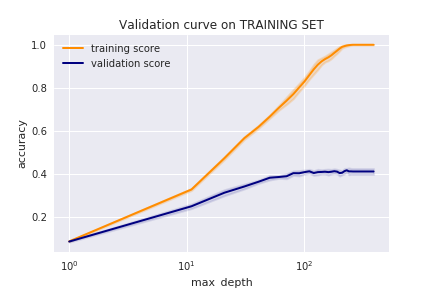 Validation curve on TRAINING SET
training score
validation score
1.0
0.8
0.6
0.4
0.2
accuracy
10⁰ 10¹ 10²
max_depth